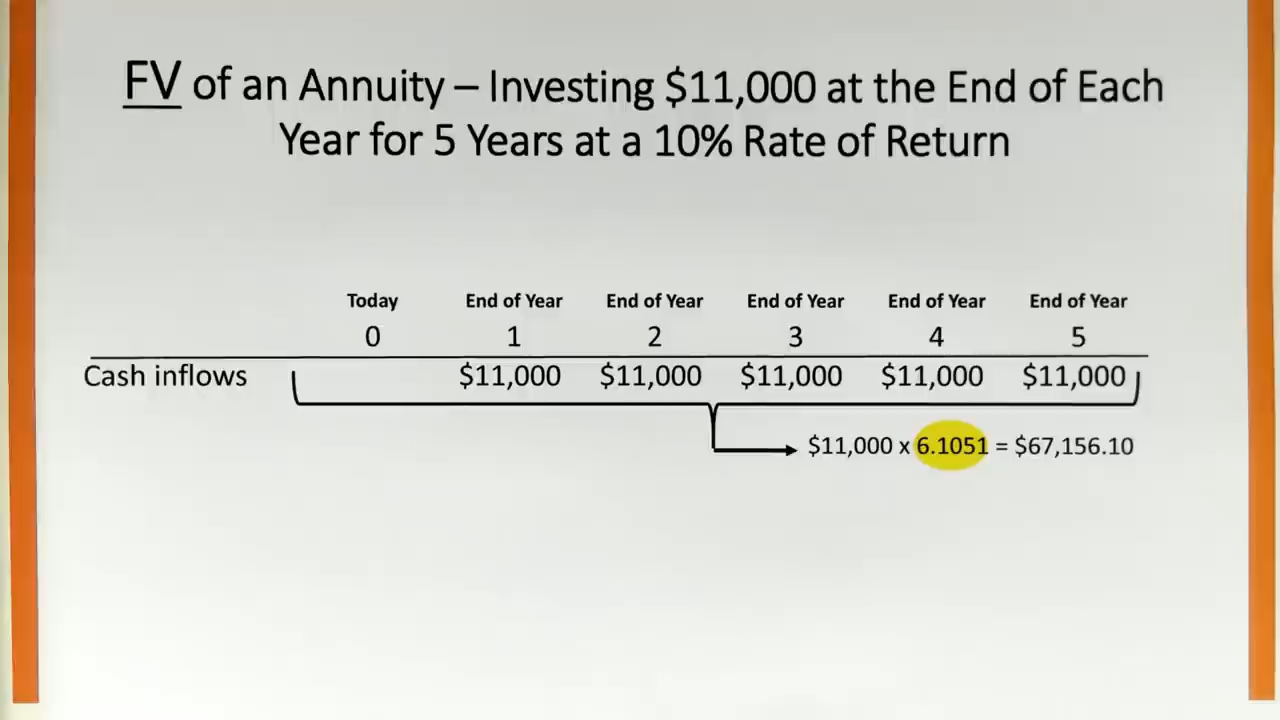 FV of an Annuity – Investing $11,000 at the End of Each
Year for 5 Years at a 10% Rate of Return
Today End of Year End of Year End of Year End of Year End of Year
0 1 2 3 4 5
Cash inflows $11,000 $11,000 $11,000 $11,000 $11,000
$11,000 x 6.1051 = $67,156.10